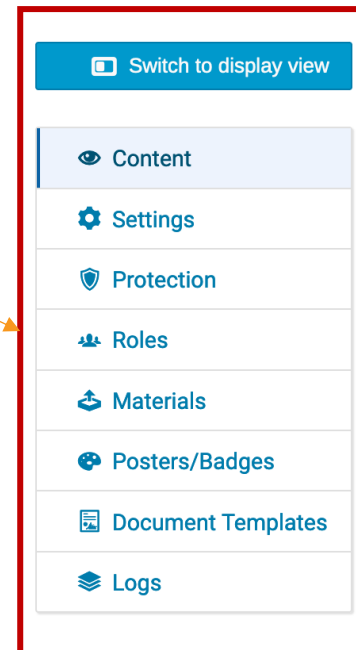 Switch to display view
Content
Settings
Protection
Roles
Materials
Posters/Badges
Document Templates
Logs